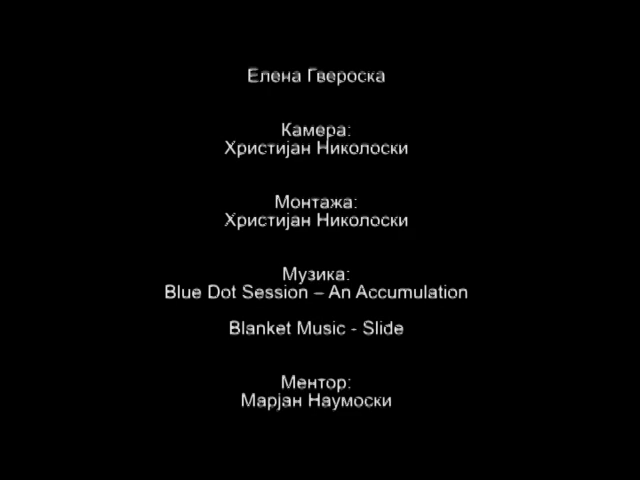 Елена Гвероска
Камера:
Христијан Николоски
Монтажа:
Христијан Николоски
Музика:
Blue Dot Session – An Accumulation
Blanket Music - Slide
Ментор:
Марјан Наумоски